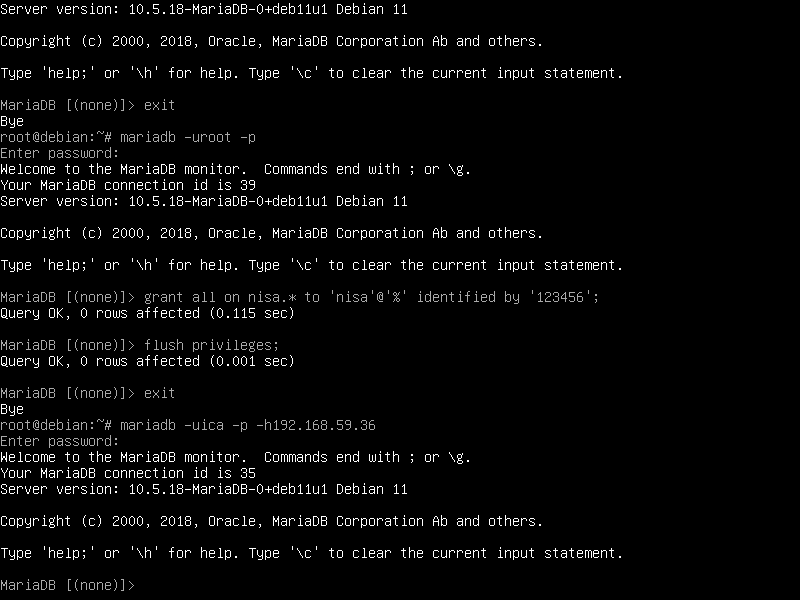 Server version: 10.5.18-MariaDB-0+deb11u1 Debian 11
Copyright (c) 2000, 2018, Oracle, MariaDB Corporation Ab and others.
Type 'help;' or '\h' for help. Type '\c' to clear the current input statement.
MariaDB [(none)]> exit
Bye
root@debian:~# mariadb -uroot -p
Enter password:
Welcome to the MariaDB monitor.  Commands end with ; or \g.
Your MariaDB connection id is 39
Server version: 10.5.18-MariaDB-0+deb11u1 Debian 11
Copyright (c) 2000, 2018, Oracle, MariaDB Corporation Ab and others.
Type 'help;' or '\h' for help. Type '\c' to clear the current input statement.
MariaDB [(none)]> grant all on nisa.* to 'nisa'@'%' identified by '123456';
Query OK, 0 rows affected (0.115 sec)
MariaDB [(none)]> flush privileges;
Query OK, 0 rows affected (0.001 sec)
MariaDB [(none)]> exit
Bye
root@debian:~# mariadb -uica -p -h192.168.59.36
Enter password:
Welcome to the MariaDB monitor.  Commands end with ; or \g.
Your MariaDB connection id is 35
Server version: 10.5.18-MariaDB-0+deb11u1 Debian 11
Copyright (c) 2000, 2018, Oracle, MariaDB Corporation Ab and others.
Type 'help;' or '\h' for help. Type '\c' to clear the current input statement.
MariaDB [(none)]>